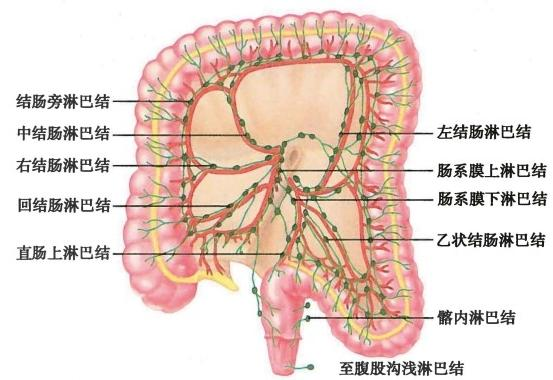 结肠旁淋巴结
中结肠淋巴结
右结肠淋巴结
回结肠淋巴结
直肠上淋巴结
左结肠淋巴结
肠系膜上淋巴结
肠系膜下淋巴结
乙状结肠淋巴结
髂内淋巴结
至腹股沟浅淋巴结